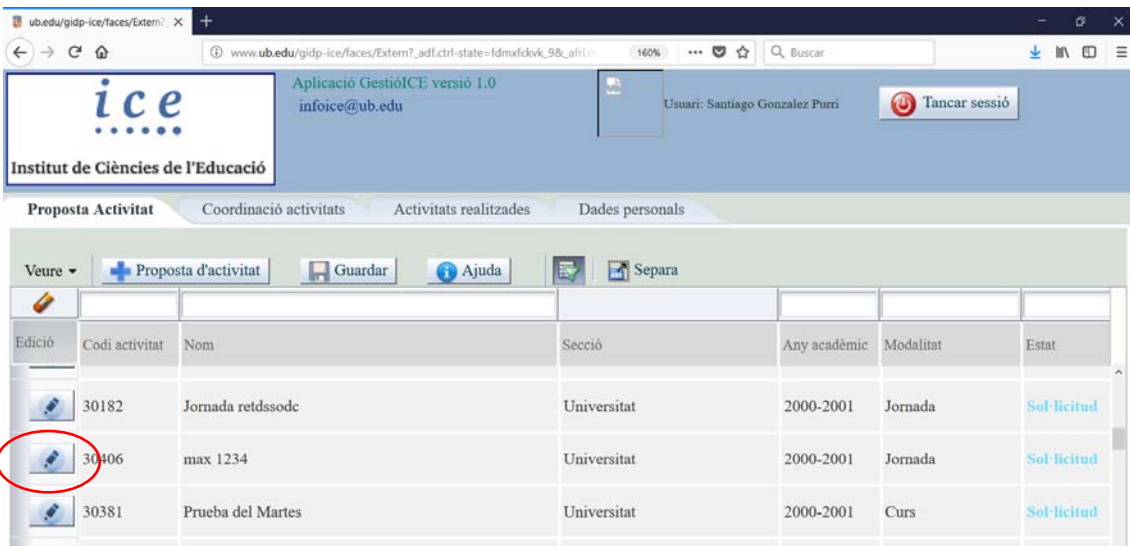 ub.edu/gidp-ice/faces/Extern?
www.ub.edu/gidp-ice/faces/Extern?_adf.ctrl-state=fdmxfckvk_9&_afrLo
160%
Buscar
ice
Institut de Ciències de l'Educació
Aplicació GestióICE versió 1.0
infoice@ub.edu
Usuari: Santiago Gonzalez Purri
Tancar sessió
Proposta Activitat Coordinació activitats Activitats realitzades Dades personals
Veure Proposta d'activitat Guardar Ajuda Separa
Edició Codi activitat Nom Secció Any acadèmic Modalitat Estat
30182 Jornada retdssodc Universitat 2000-2001 Jornada Sol·licitud
30406 max 1234 Universitat 2000-2001 Jornada Sol·licitud
30381 Prueba del Martes Universitat 2000-2001 Curs Sol·licitud